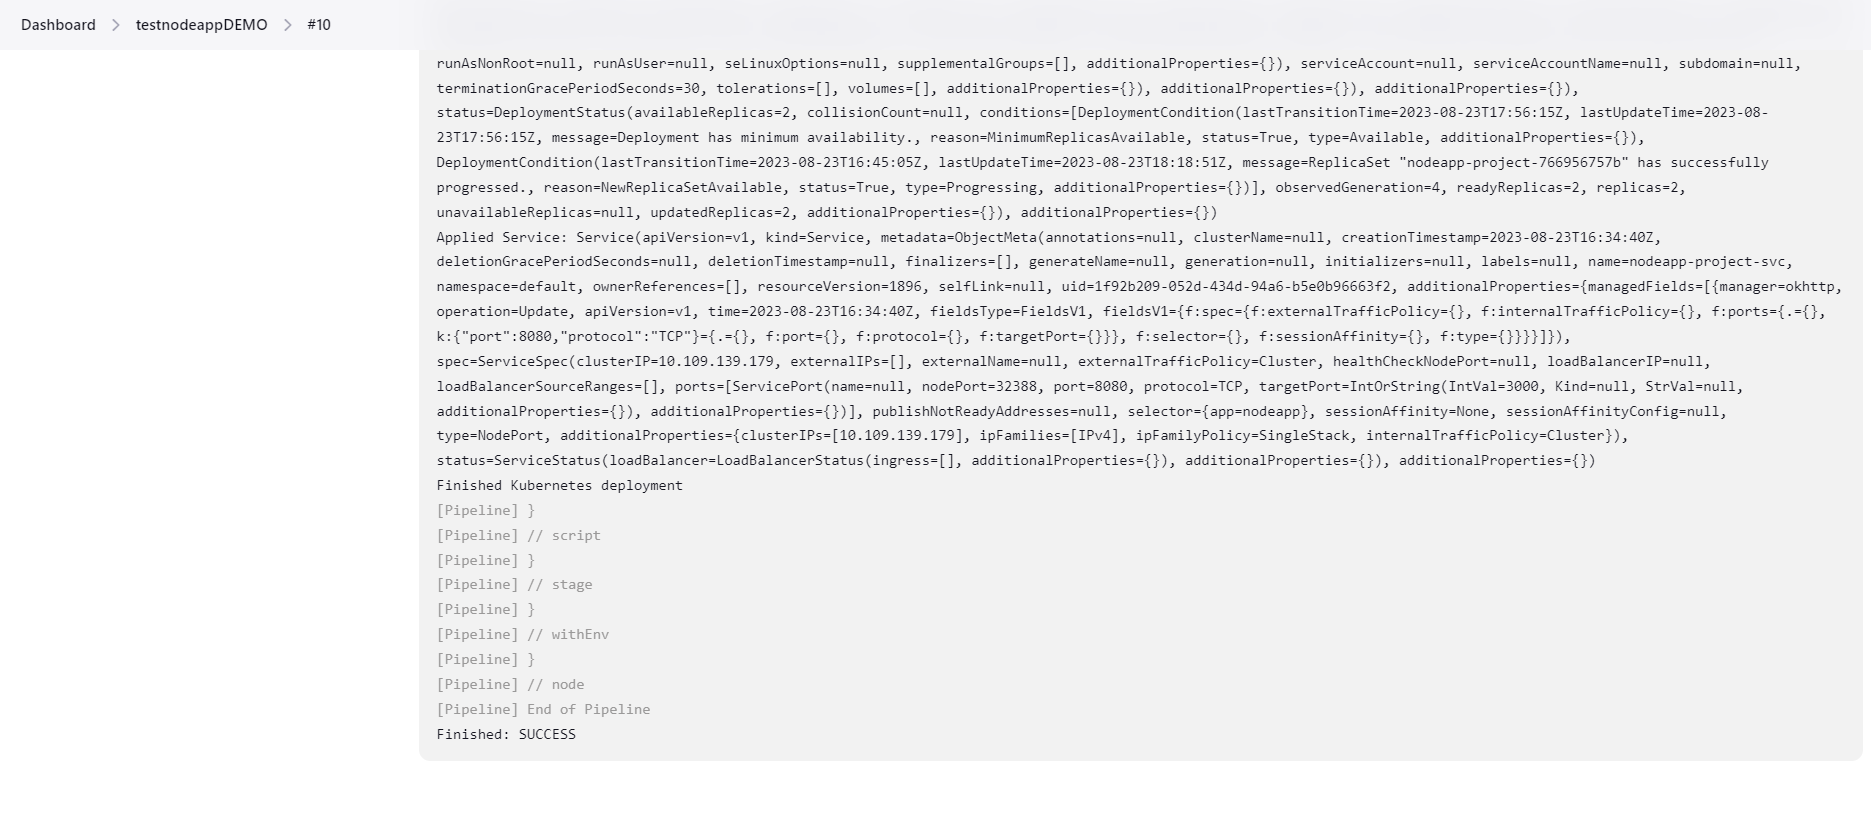 Dashboard > testnodeappDEMO > #10
runAsNonRoot=null, runAsUser=null, seLinuxOptions=null, supplementalGroups=[], additionalProperties={}), serviceAccount=null, serviceAccountName=null, subdomain=null,
terminationGracePeriodSeconds=30, tolerations=[], volumes=[], additionalProperties={}), additionalProperties={}), additionalProperties={}),
status=DeploymentStatus(availableReplicas=2, collisionCount=null, conditions=[DeploymentCondition(lastTransitionTime=2023-08-23T17:56:15Z, lastUpdateTime=2023-08-
23T17:56:15Z, message=Deployment has minimum availability., reason=MinimumReplicasAvailable, status=True, type=Available, additionalProperties={}),
DeploymentCondition(lastTransitionTime=2023-08-23T16:45:05Z, lastUpdateTime=2023-08-23T18:18:51Z, message=ReplicaSet "nodeapp-project-766956757b" has successfully
progressed., reason=NewReplicaSetAvailable, status=True, type=Progressing, additionalProperties={})], observedGeneration=4, readyReplicas=2, replicas=2,
unavailableReplicas=null, updatedReplicas=2, additionalProperties={}), additionalProperties={})
Applied Service: Service(apiVersion=v1, kind=Service, metadata=ObjectMeta(annotations=null, clusterName=null, creationTimestamp=2023-08-23T16:34:40Z,
deletionGracePeriodSeconds=null, deletionTimestamp=null, finalizers=[], generateName=null, generation=null, initializers=null, labels=null, name=nodeapp-project-svc,
namespace=default, ownerReferences=[], resourceVersion=1896, selfLink=null, uid=1f92b209-052d-434d-94a6-b5e0b96663f2, additionalProperties={managedFields=[{manager=okhttp,
operation=Update, apiVersion=v1, time=2023-08-23T16:34:40Z, fieldsType=FieldsV1, fieldsV1={f:spec={f:externalTrafficPolicy={}, f:internalTrafficPolicy={}, f:ports={.={},
k:{"port":8080,"protocol":"TCP"}={.={}, f:port={}, f:protocol={}, f:targetPort={}}}, f:selector={}, f:sessionAffinity={}, f:type={}}}}]}),
spec=ServiceSpec(clusterIP=10.109.139.179, externalIPs=[], externalName=null, externalTrafficPolicy=Cluster, healthCheckNodePort=null, loadBalancerIP=null,
loadBalancerSourceRanges=[], ports=[ServicePort(name=null, nodePort=32388, port=8080, protocol=TCP, targetPort=IntOrString(IntVal=3000, Kind=null, StrVal=null,
additionalProperties={}), additionalProperties={})], publishNotReadyAddresses=null, selector={app=nodeapp}, sessionAffinity=None, sessionAffinityConfig=null,
type=NodePort, additionalProperties={clusterIPs=[10.109.139.179], ipFamilies=[IPv4], ipFamilyPolicy=SingleStack, internalTrafficPolicy=Cluster}),
status=ServiceStatus(loadBalancer=LoadBalancerStatus(ingress=[], additionalProperties={}), additionalProperties={}), additionalProperties={})
Finished Kubernetes deployment
[Pipeline] }
[Pipeline] // script
[Pipeline] }
[Pipeline] // stage
[Pipeline] }
[Pipeline] // withEnv
[Pipeline] }
[Pipeline] // node
[Pipeline] End of Pipeline
Finished: SUCCESS